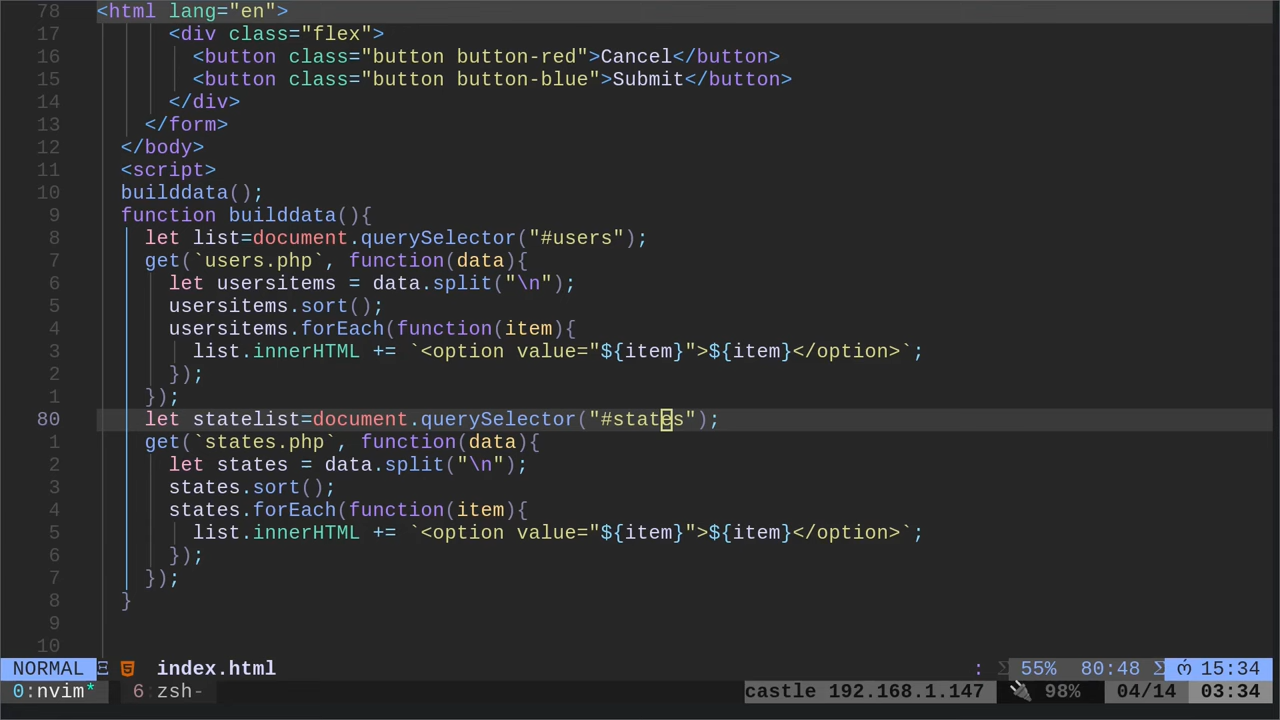 78 <html lang="en">
17 <div class="flex">
16 <button class="button button-red">Cancel</button>
15 <button class="button button-blue">Submit</button>
14 </div>
13 </form>
12 </body>
11 <script>
10 builddata();
9 function builddata(){
8 let list=document.querySelector("#users");
7 get(`users.php`, function(data){
6 let usersitems = data.split("\n");
5 usersitems.sort();
4 usersitems.forEach(function(item){
3 list.innerHTML += `<option value="${item}">${item}</option>`;
2 });
1 });
80 let statelist=document.querySelector("#states");
1 get(`states.php`, function(data){
2 let states = data.split("\n");
3 states.sort();
4 states.forEach(function(item){
5 list.innerHTML += `<option value="${item}">${item}</option>`;
6 });
7 });
8 }
9
10
NORMAL index.html : 55% 80:48 15:34
0:nvim* 6 zsh- castle 192.168.1.147 98% 04/14 03:34